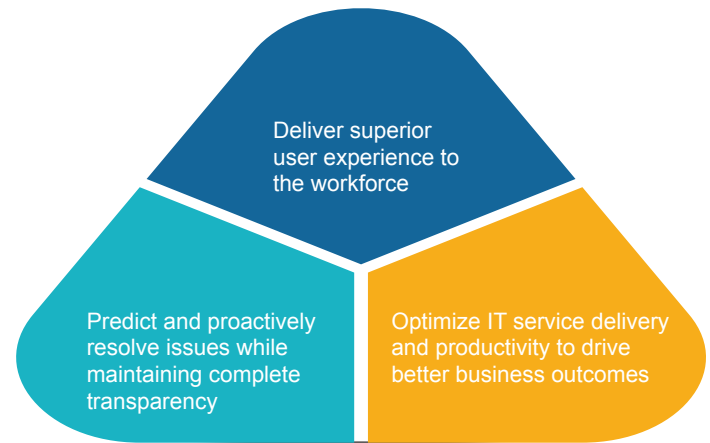 Deliver superior
user experience to
the workforce
Predict and proactively
resolve issues while
maintaining complete
transparency
Optimize IT service delivery
and productivity to drive
better business outcomes